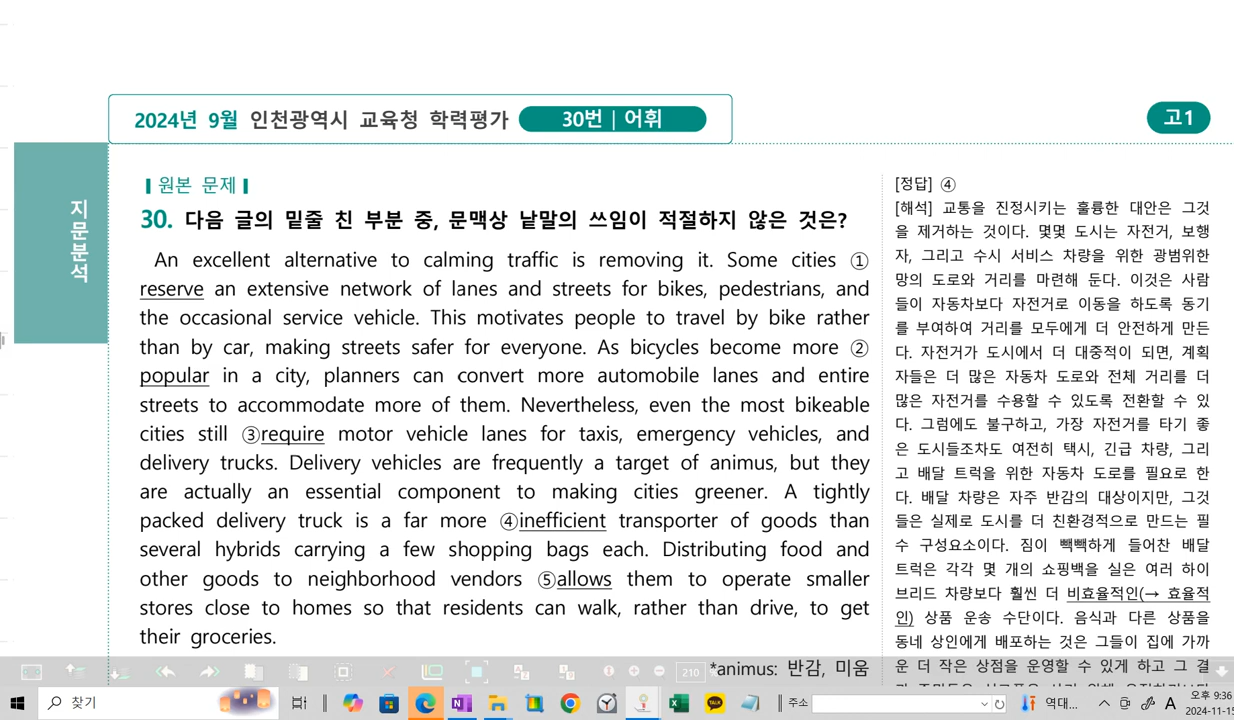 2024년 9월 인천광역시 교육청 학력평가 30번 | 어휘
고1
지문분석
원본 문제
30. 다음 글의 밑줄 친 부분 중, 문맥상 낱말의 쓰임이 적절하지 않은 것은?
An excellent alternative to calming traffic is removing it. Some cities ①
reserve an extensive network of lanes and streets for bikes, pedestrians, and
the occasional service vehicle. This motivates people to travel by bike rather
than by car, making streets safer for everyone. As bicycles become more ②
popular in a city, planners can convert more automobile lanes and entire
streets to accommodate more of them. Nevertheless, even the most bikeable
cities still ③require motor vehicle lanes for taxis, emergency vehicles, and
delivery trucks. Delivery vehicles are frequently a target of animus, but they
are actually an essential component to making cities greener. A tightly
packed delivery truck is a far more ④inefficient transporter of goods than
several hybrids carrying a few shopping bags each. Distributing food and
other goods to neighborhood vendors ⑤allows them to operate smaller
stores close to homes so that residents can walk, rather than drive, to get
their groceries.
*animus: 반감, 미움
[정답] ④
[해석] 교통을 진정시키는 훌륭한 대안은 그것
을 제거하는 것이다. 몇몇 도시는 자전거, 보행
자, 그리고 수시 서비스 차량을 위한 광범위한
망의 도로와 거리를 마련해 둔다. 이것은 사람
들이 자동차보다 자전거로 이동을 하도록 동기
를 부여하여 거리를 모두에게 더 안전하게 만든
다. 자전거가 도시에서 더 대중적이 되면, 계획
자들은 더 많은 자동차 도로와 전체 거리를 더
많은 자전거를 수용할 수 있도록 전환할 수 있
다. 그럼에도 불구하고, 가장 자전거를 타기 좋
은 도시들조차도 여전히 택시, 긴급 차량, 그리
고 배달 트럭을 위한 자동차 도로를 필요로 한
다. 배달 차량은 자주 반감의 대상이지만, 그것
들은 실제로 도시를 더 친환경적으로 만드는 필
수 구성요소이다. 짐이 빽빽하게 들어찬 배달
트럭은 각각 몇 개의 쇼핑백을 실은 여러 하이
브리드 차량보다 훨씬 더 비효율적인(→ 효율적
인) 상품 운송 수단이다. 음식과 다른 상품을
동네 상인에게 배포하는 것은 그들이 집에 가까
운 더 작은 상점을 운영할 수 있게 하고 그 결
210
찾기
TALK
주소
역대...
A
오후 9:36
2024-11-15